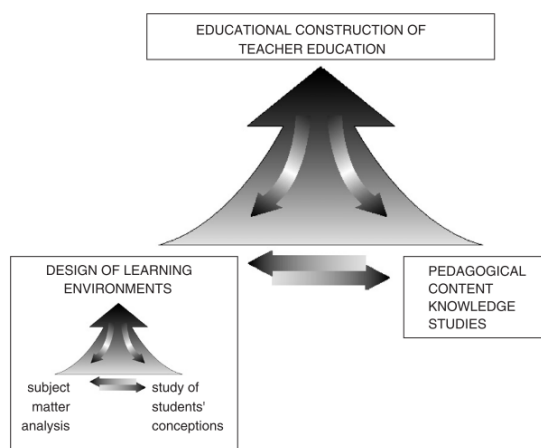 EDUCATIONAL CONSTRUCTION OF
TEACHER EDUCATION
DESIGN OF LEARNING
ENVIRONMENTS
subject
matter
analysis
study of
students'
conceptions
PEDAGOGICAL
CONTENT
KNOWLEDGE
STUDIES